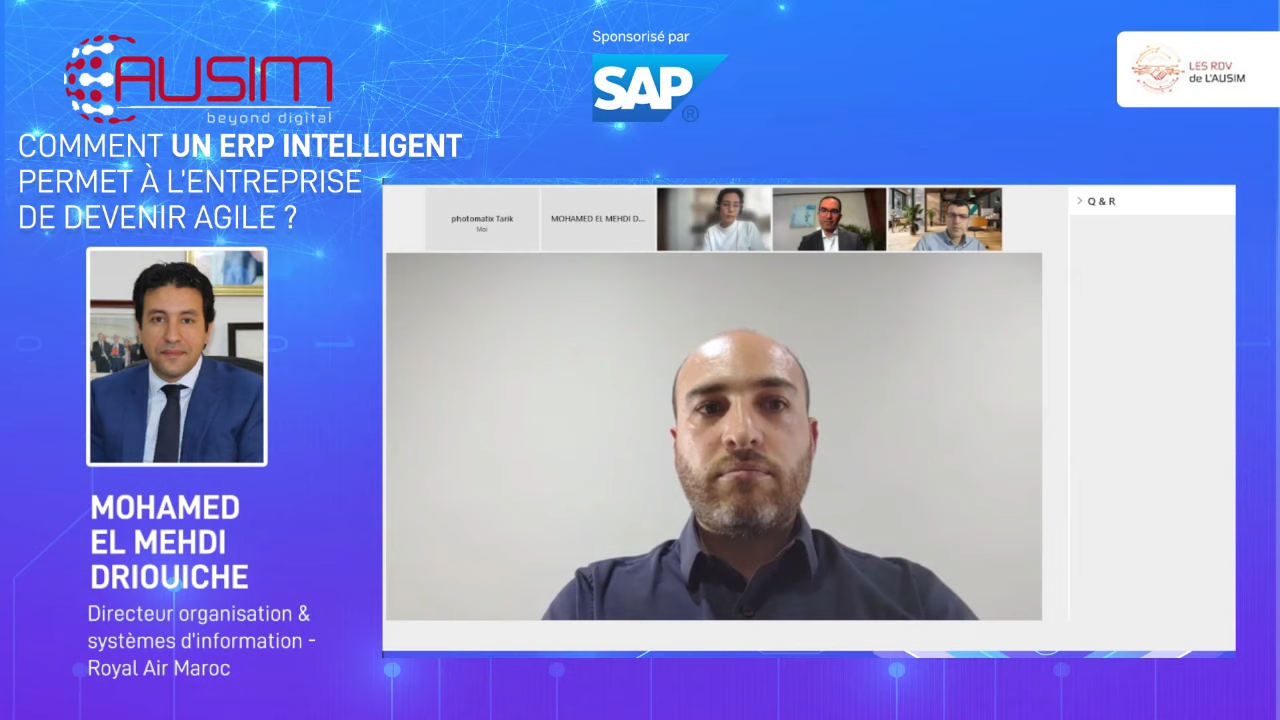 AUSIM
beyond digital
Sponsorisé par
SAP
®
LES RDV
de L'AUSIM
COMMENT UN ERP INTELLIGENT
PERMET À L'ENTREPRISE
DE DEVENIR AGILE ?
photomatix Tarik
Moi
MOHAMED EL MEHDI D...
> Q & R
MOHAMED
EL MEHDI
DRIOUICHE
Directeur organisation &
systèmes d'information -
Royal Air Maroc